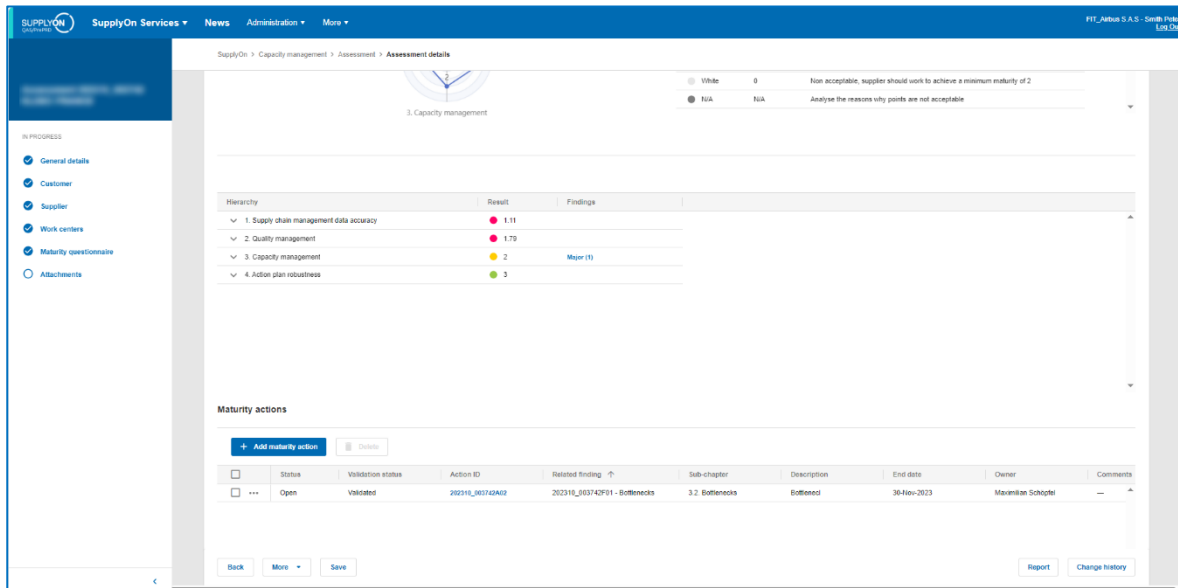 SUPPLYON
SupplyOn Services
News
Administration
More
FIT_Airbus S.A.S - Smith Pete
Log Ou
SupplyOn > Capacity management > Assessment > Assessment details
IN PROGRESS
General details
Customer
Supplier
Work centers
Maturity questionnaire
Attachments
2
3. Capacity management
White 0 Non acceptable, supplier should work to achieve a minimum maturity of 2
N/A N/A Analyse the reasons why points are not acceptable
Hierarchy Result Findings
1. Supply chain management data accuracy 1.11
2. Quality management 1.79
3. Capacity management 2 Major (1)
4. Action plan robustness 3
Maturity actions
+ Add maturity action Delete
Status Validation status Action ID Related finding Sub-chapter Description End date Owner Comments
Open Validated 202310_003742A02 202310_003742F01 - Bottlenecks 3.2. Bottlenecks Bottenecl 30-Nov-2023 Maximilian Schöpfel —
Back More Save Report Change history